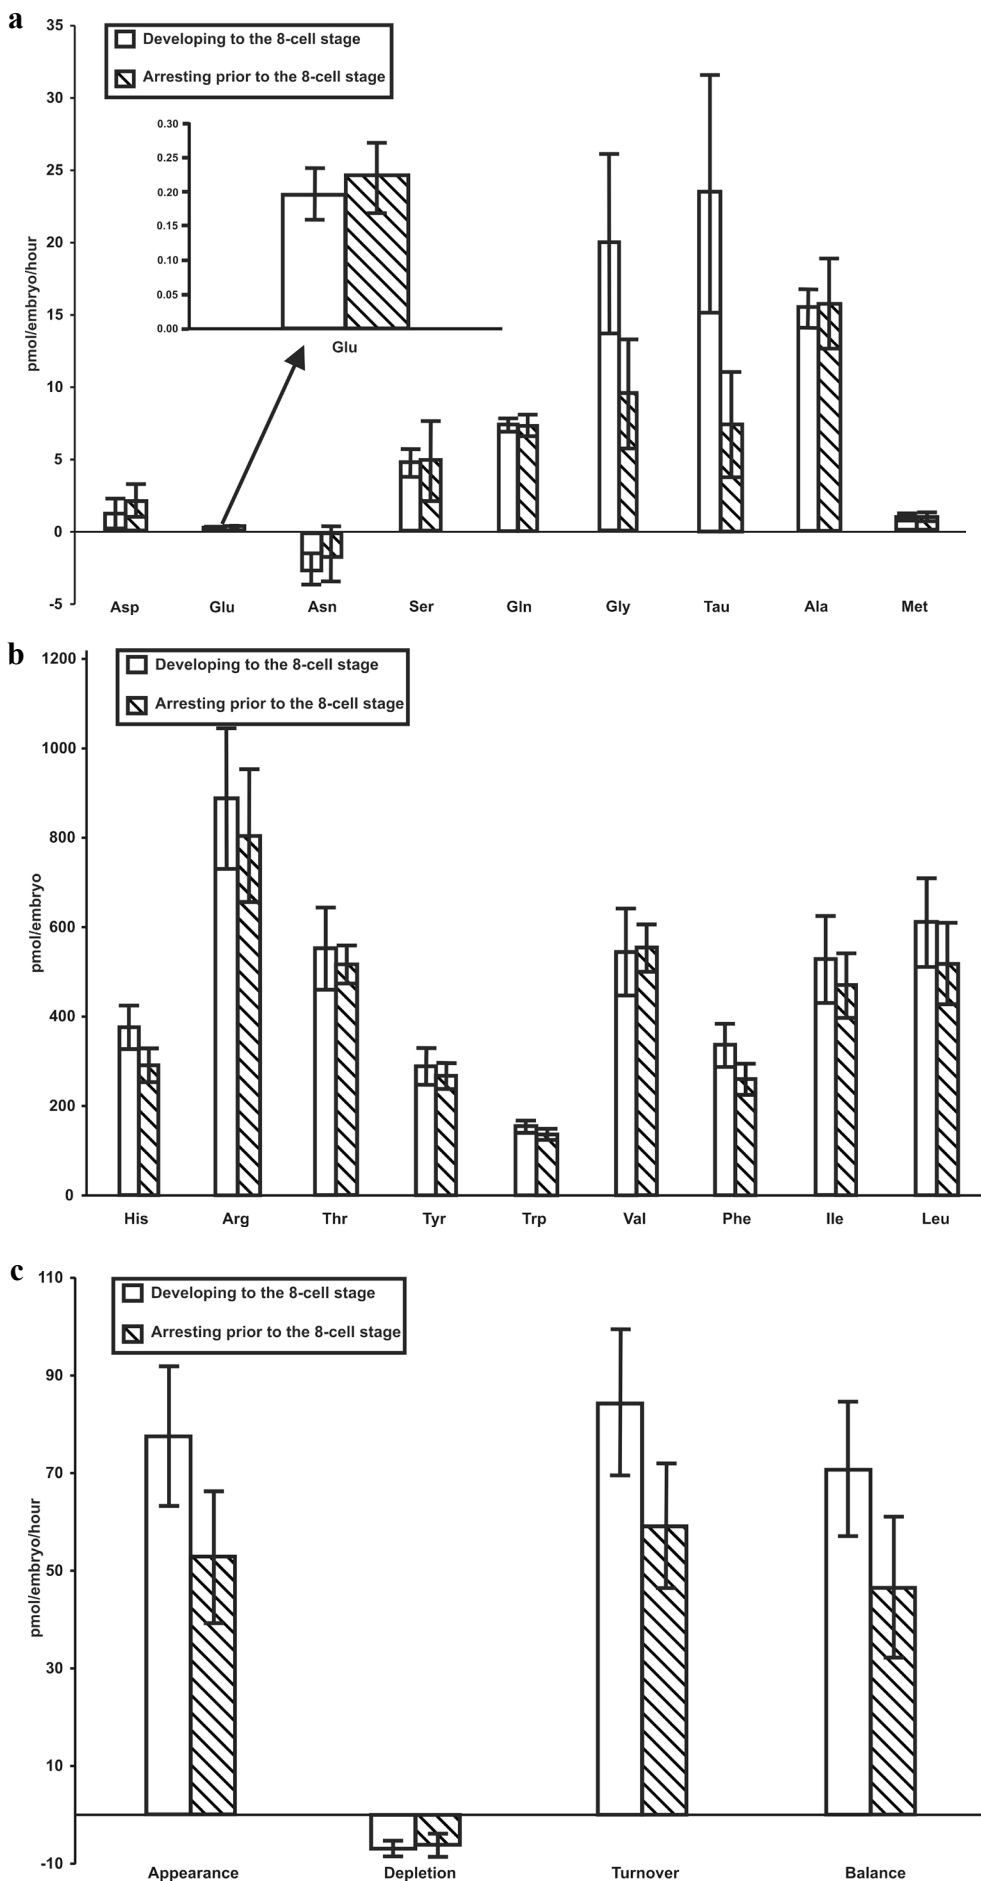 a
35
Developing to the 8-cell stage
Arresting prior to the 8-cell stage
30
0.30
0.25
25
0.20
0.15
20
0.10
0.05
0.00
Glu
15
10
5
0
-5
pmol/embryo/hour
Asp Glu Asn Ser Gln Gly Tau Ala Met
b
1200
Developing to the 8-cell stage
Arresting prior to the 8-cell stage
1000
800
600
400
200
0
pmol/embryo
His Arg Thr Tyr Trp Val Phe Ile Leu
c
110
Developing to the 8-cell stage
Arresting prior to the 8-cell stage
90
70
50
30
10
-10
pmol/embryo/hour
Appearance Depletion Turnover Balance